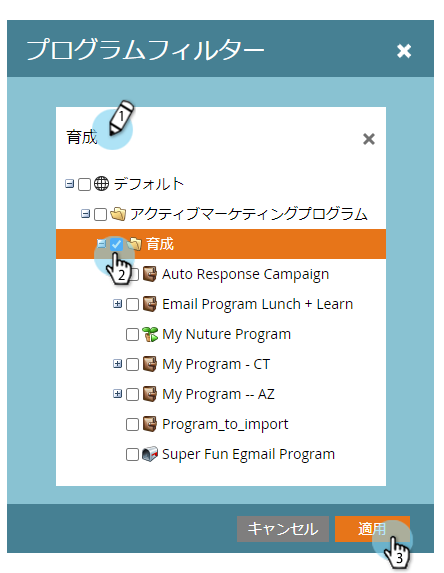 プログラムフィルター
1
育成
デフォルト
アクティブマーケティングプログラム
育成
2
Auto Response Campaign
Email Program Lunch + Learn
My Nuture Program
My Program - CT
My Program -- AZ
Program_to_import
Super Fun Egmail Program
キャンセル 適用
3